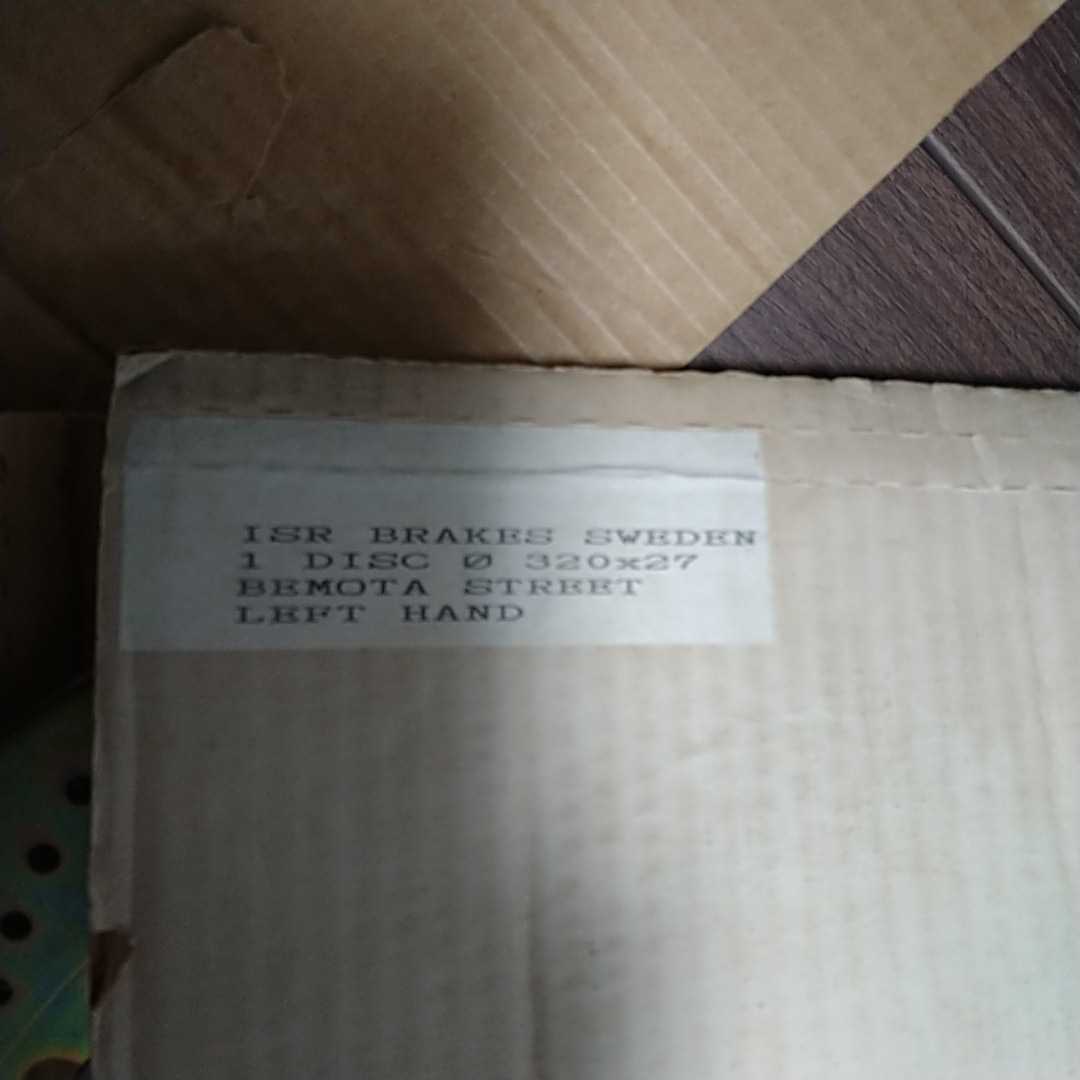 ISR BRAKES SWEDEN
1 DISC Ø 320x27
BEMOTA STREET
LEFT HAND